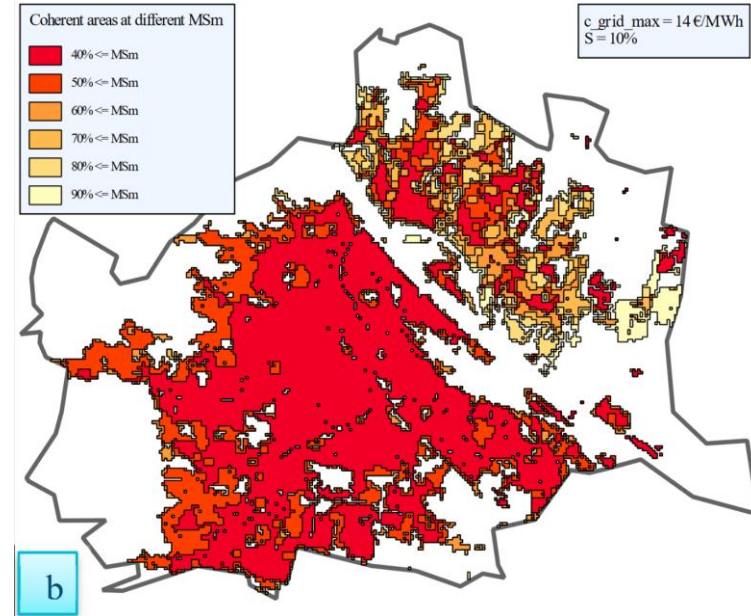 Coherent areas at different MSm
40% <= MSm
50% <= MSm
60% <= MSm
70% <= MSm
80% <= MSm
90% <= MSm
c_grid_max = 14 €/MWh
S = 10%
b